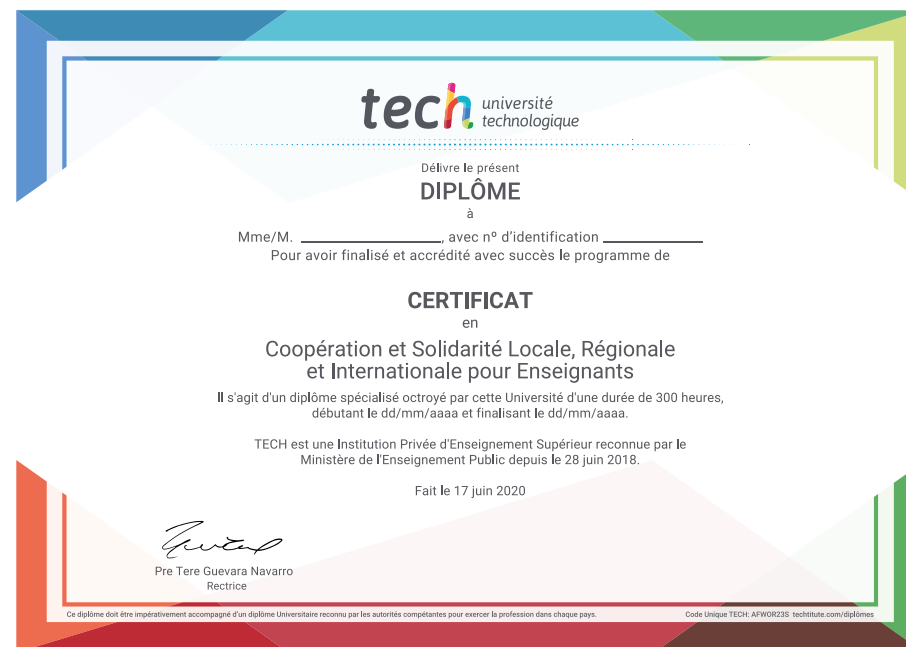 tech université
technologique
Délivre le présent
DIPLÔME
à
Mme/M. ____________________, avec nº d'identification ______________
Pour avoir finalisé et accrédité avec succès le programme de
CERTIFICAT
en
Coopération et Solidarité Locale, Régionale
et Internationale pour Enseignants
Il s'agit d'un diplôme spécialisé octroyé par cette Université d'une durée de 300 heures,
débutant le dd/mm/aaaa et finalisant le dd/mm/aaaa.
TECH est une Institution Privée d'Enseignement Supérieur reconnue par le
Ministère de l'Enseignement Public depuis le 28 juin 2018.
Fait le 17 juin 2020
Pre Tere Guevara Navarro
Rectrice
Ce diplôme doit être impérativement accompagné d'un diplôme Universitaire reconnu par les autorités compétantes pour exercer la profession dans chaque pays.
Code Unique TECH: AFWOR23S techtitute.com/diplômes